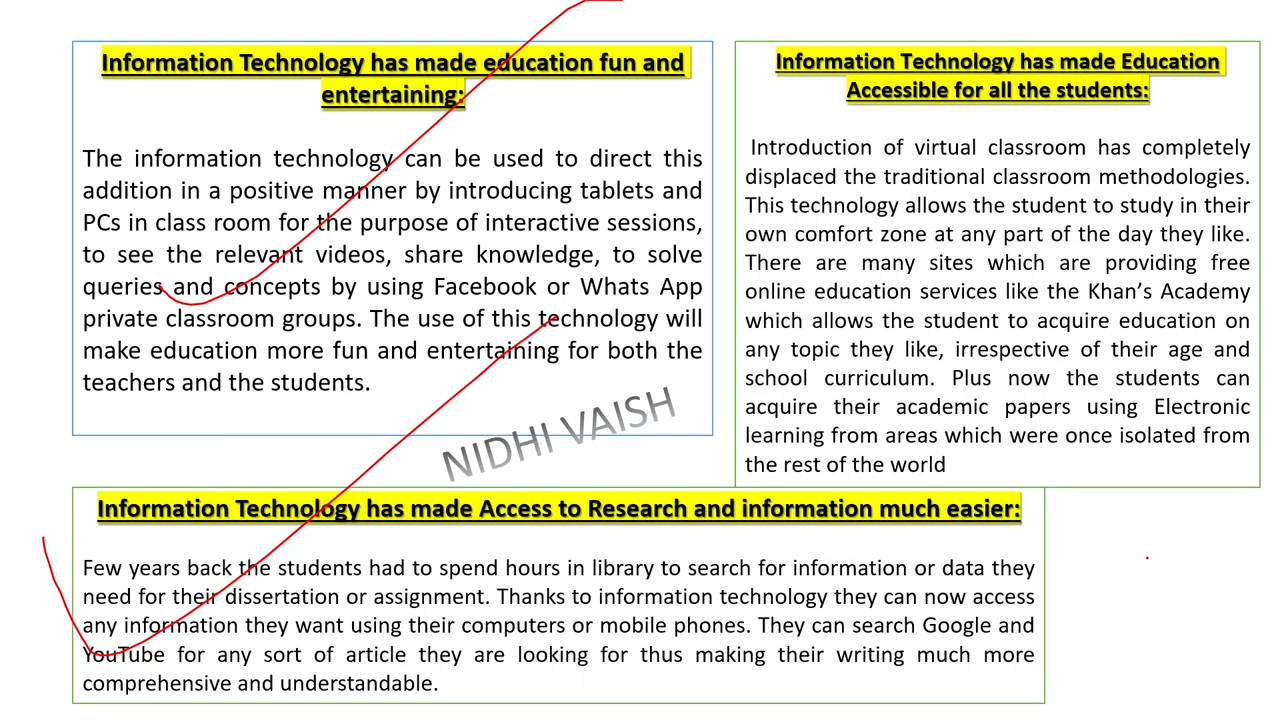 Information Technology has made education fun and
entertaining:
The information technology can be used to direct this
addition in a positive manner by introducing tablets and
PCs in class room for the purpose of interactive sessions,
to see the relevant videos, share knowledge, to solve
queries and concepts by using Facebook or Whats App
private classroom groups. The use of this technology will
make education more fun and entertaining for both the
teachers and the students.
Information Technology has made Education
Accessible for all the students:
Introduction of virtual classroom has completely
displaced the traditional classroom methodologies.
This technology allows the student to study in their
own comfort zone at any part of the day they like.
There are many sites which are providing free
online education services like the Khan’s Academy
which allows the student to acquire education on
any topic they like, irrespective of their age and
school curriculum. Plus now the students can
acquire their academic papers using Electronic
learning from areas which were once isolated from
the rest of the world
NIDHI VAISH
Information Technology has made Access to Research and information much easier:
Few years back the students had to spend hours in library to search for information or data they
need for their dissertation or assignment. Thanks to information technology they can now access
any information they want using their computers or mobile phones. They can search Google and
YouTube for any sort of article they are looking for thus making their writing much more
comprehensive and understandable.